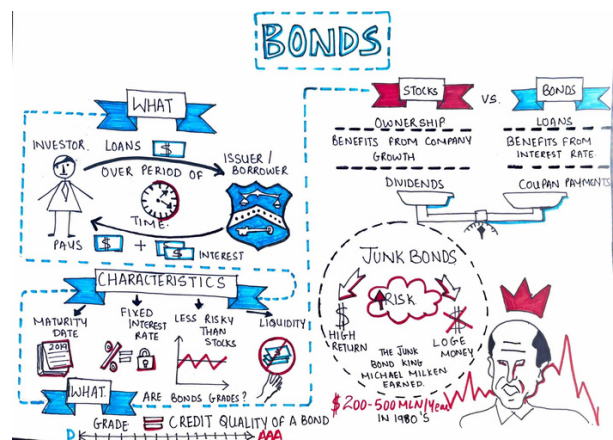 BONDS
WHAT
INVESTOR. LOANS $
ISSUER/
BORROWER
OVER PERIOD OF
TIME.
PAYS $ + $ INTEREST
CHARACTERISTICS
MATURITY
DATE
2019
FIXED
INTEREST
RATE
% =
LESS RISKY
THAN
STOCKS
LIQUIDITY
WHAT
ARE BONDS GRADES?
GRADE = CREDIT QUALITY OF A BOND
D AAA
STOCKS VS. BONDS
OWNERSHIP
BENEFITS FROM COMPANY
GROWTH
DIVIDENDS
LOANS
BENEFITS FROM
INTEREST RATE
COUPAN PAYMENTS
JUNK BONDS
RISK
$
HIGH
RETURN
$
LOGE
MONEY
THE JUNK
BOND KING
MICHAEL MILKEN
EARNED.
$200-500 MLN/Year
IN 1980'S